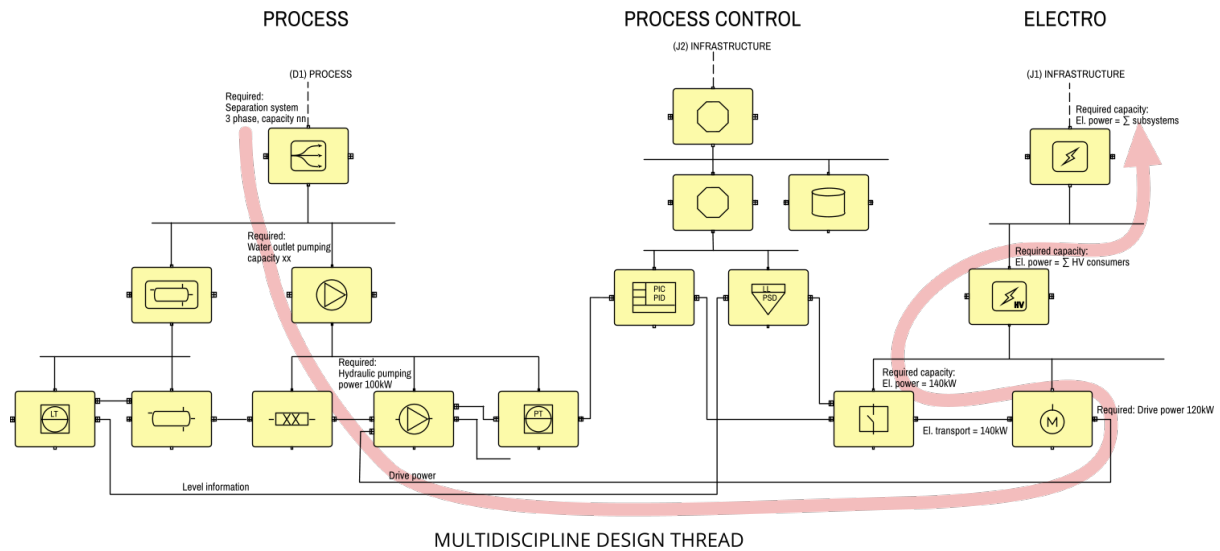 PROCESS
PROCESS CONTROL
ELECTRO
(J2) INFRASTRUCTURE
(D1) PROCESS
(J1) INFRASTRUCTURE
Required:
Separation system
3 phase, capacity nn
Required capacity:
El. power = ∑ subsystems
Required:
Water outlet pumping
capacity xx
Required capacity:
El. power = ∑ HV consumers
PIC
PID
LL
PSD
HV
Required:
Hydraulic pumping
power 100kW
Required capacity:
El. power = 140kW
LT
XX
PT
M
Required: Drive power 120kW
El. transport = 140kW
Drive power
Level information
MULTIDISCIPLINE DESIGN THREAD